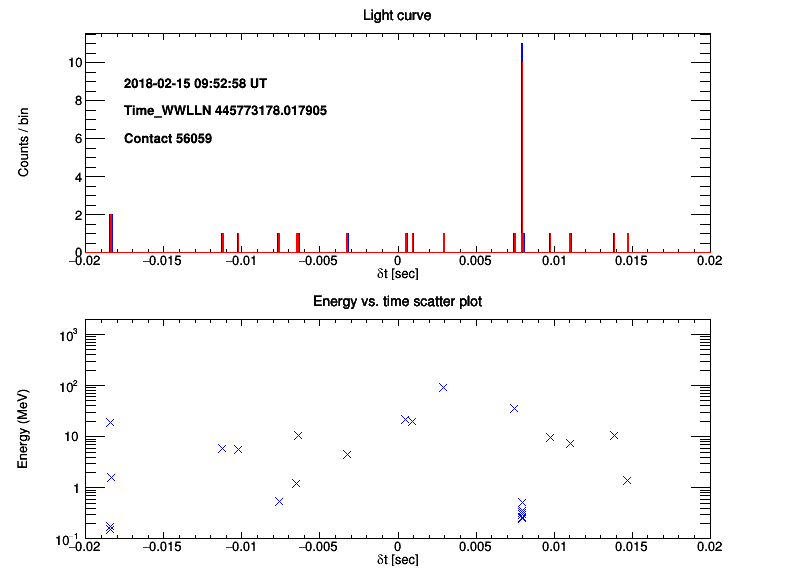 Light curve
Counts / bin
10
8
6
4
2
0
2018-02-15 09:52:58 UT
Time_WWLLN 445773178.017905
Contact 56059
−0.02 −0.015 −0.01 −0.005 0 0.005 0.01 0.015 0.02
δt [sec]
Energy vs. time scatter plot
Energy (MeV)
10³
10²
10
1
10⁻¹
−0.02 −0.015 −0.01 −0.005 0 0.005 0.01 0.015 0.02
δt [sec]